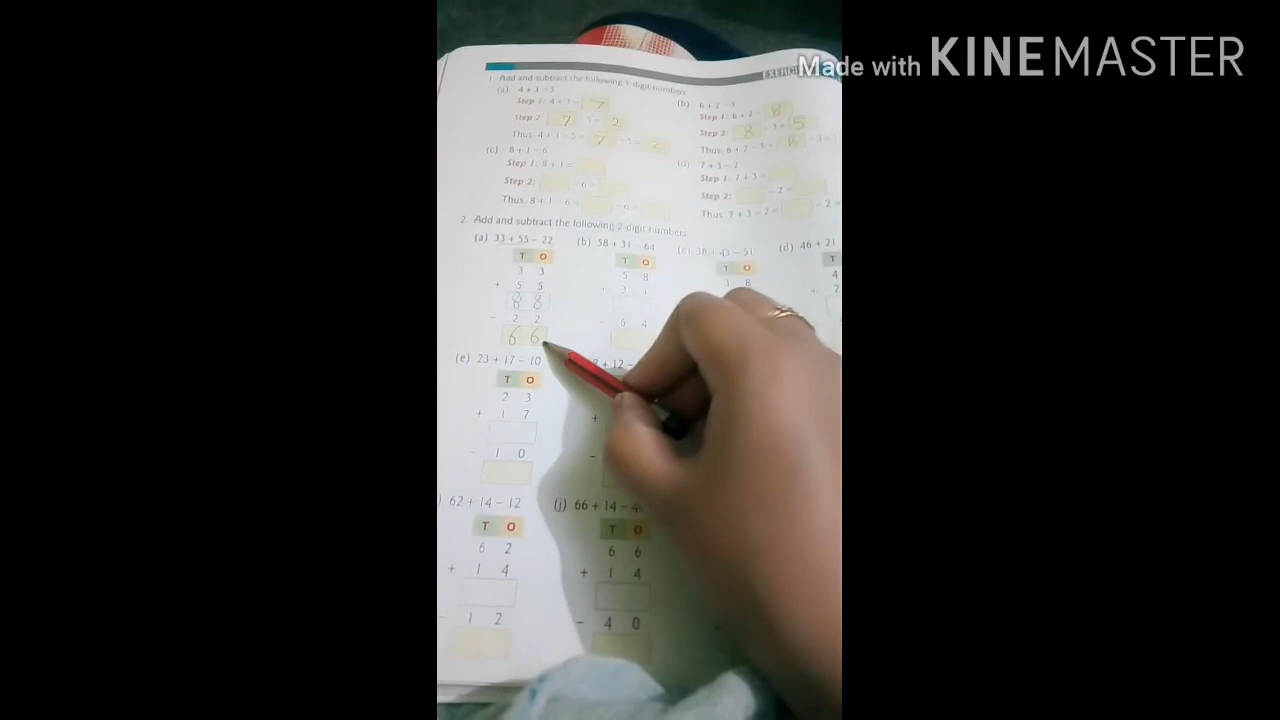 Made with KINEMASTER
EXERC
1. Add and subtract the following 1-digit numbers
(a) 4 + 3 - 5
Step 1: 4 + 3 = 7
Step 2: 7 - 5 = 2
Thus, 4 + 3 - 5 = 7 - 5 = 2
(b) 6 + 2 - 3
Step 1: 6 + 2 = 8
Step 2: 8 - 3 = 5
Thus, 6 + 2 - 3 = 8 - 3 =
(c) 8 + 1 - 6
Step 1: 8 + 1 =
Step 2: - 6 =
Thus, 8 + 1 - 6 = - 6 =
(d) 7 + 3 - 2
Step 1: 7 + 3 =
Step 2: - 2 =
Thus, 7 + 3 - 2 = - 2 =
2. Add and subtract the following 2-digit numbers
(a) 33 + 55 - 22
T O
3 3
+ 5 5
8 8
- 2 2
6 6
(b) 58 + 31 - 64
T O
5 8
+ 3 1
- 6 4
(c) 38 + 43 - 51
T O
3 8
(d) 46 + 21
T
4
+ 2
(e) 23 + 17 - 10
T O
2 3
+ 1 7
- 1 0
+ 12 -
+
-
) 62 + 14 - 12
T O
6 2
+ 1 4
- 1 2
(j) 66 + 14 - 4
T O
6 6
+ 1 4
- 4 0